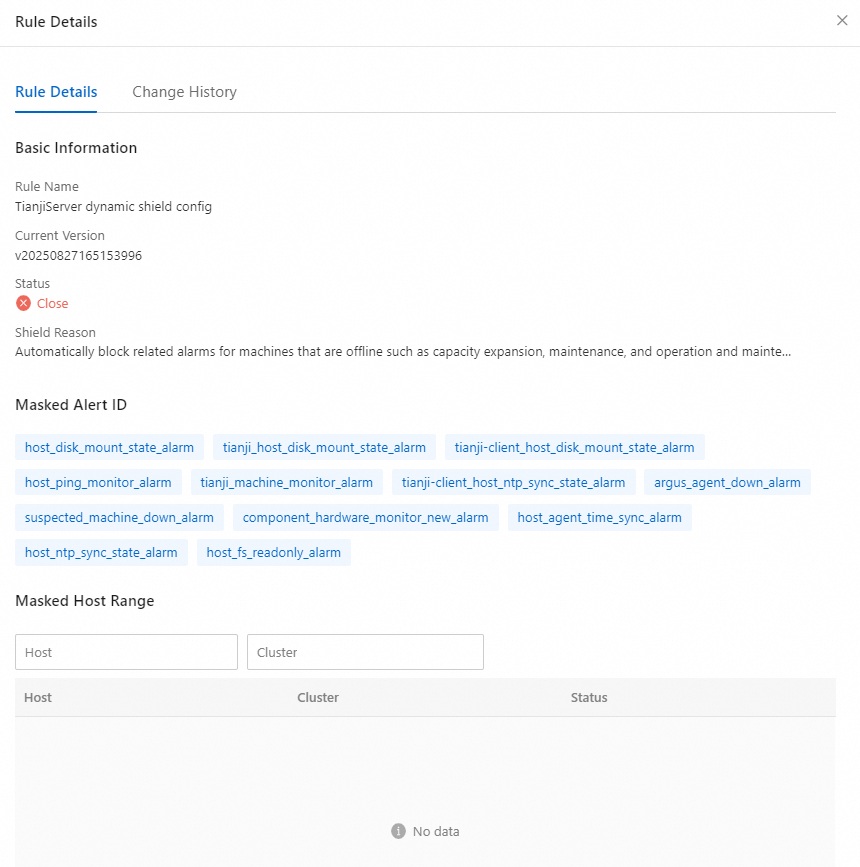 Rule Details
Rule Details Change History
Basic Information
Rule Name
TianjiServer dynamic shield config
Current Version
v20250827165153996
Status
Close
Shield Reason
Automatically block related alarms for machines that are offline such as capacity expansion, maintenance, and operation and mainte...
Masked Alert ID
host_disk_mount_state_alarm tianji_host_disk_mount_state_alarm tianji-client_host_disk_mount_state_alarm
host_ping_monitor_alarm tianji_machine_monitor_alarm tianji-client_host_ntp_sync_state_alarm argus_agent_down_alarm
suspected_machine_down_alarm component_hardware_monitor_new_alarm host_agent_time_sync_alarm
host_ntp_sync_state_alarm host_fs_readonly_alarm
Masked Host Range
Host Cluster
Host Cluster Status
No data